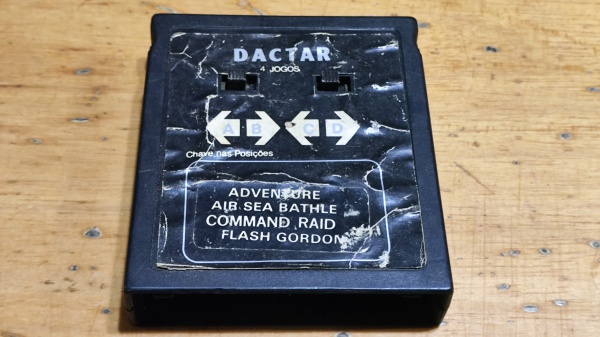 DACTAR
4 JOGOS
A B C D
Chave nas Posições
ADVENTURE
AIR SEA BATHLE
COMMAND RAID
FLASH GORDON